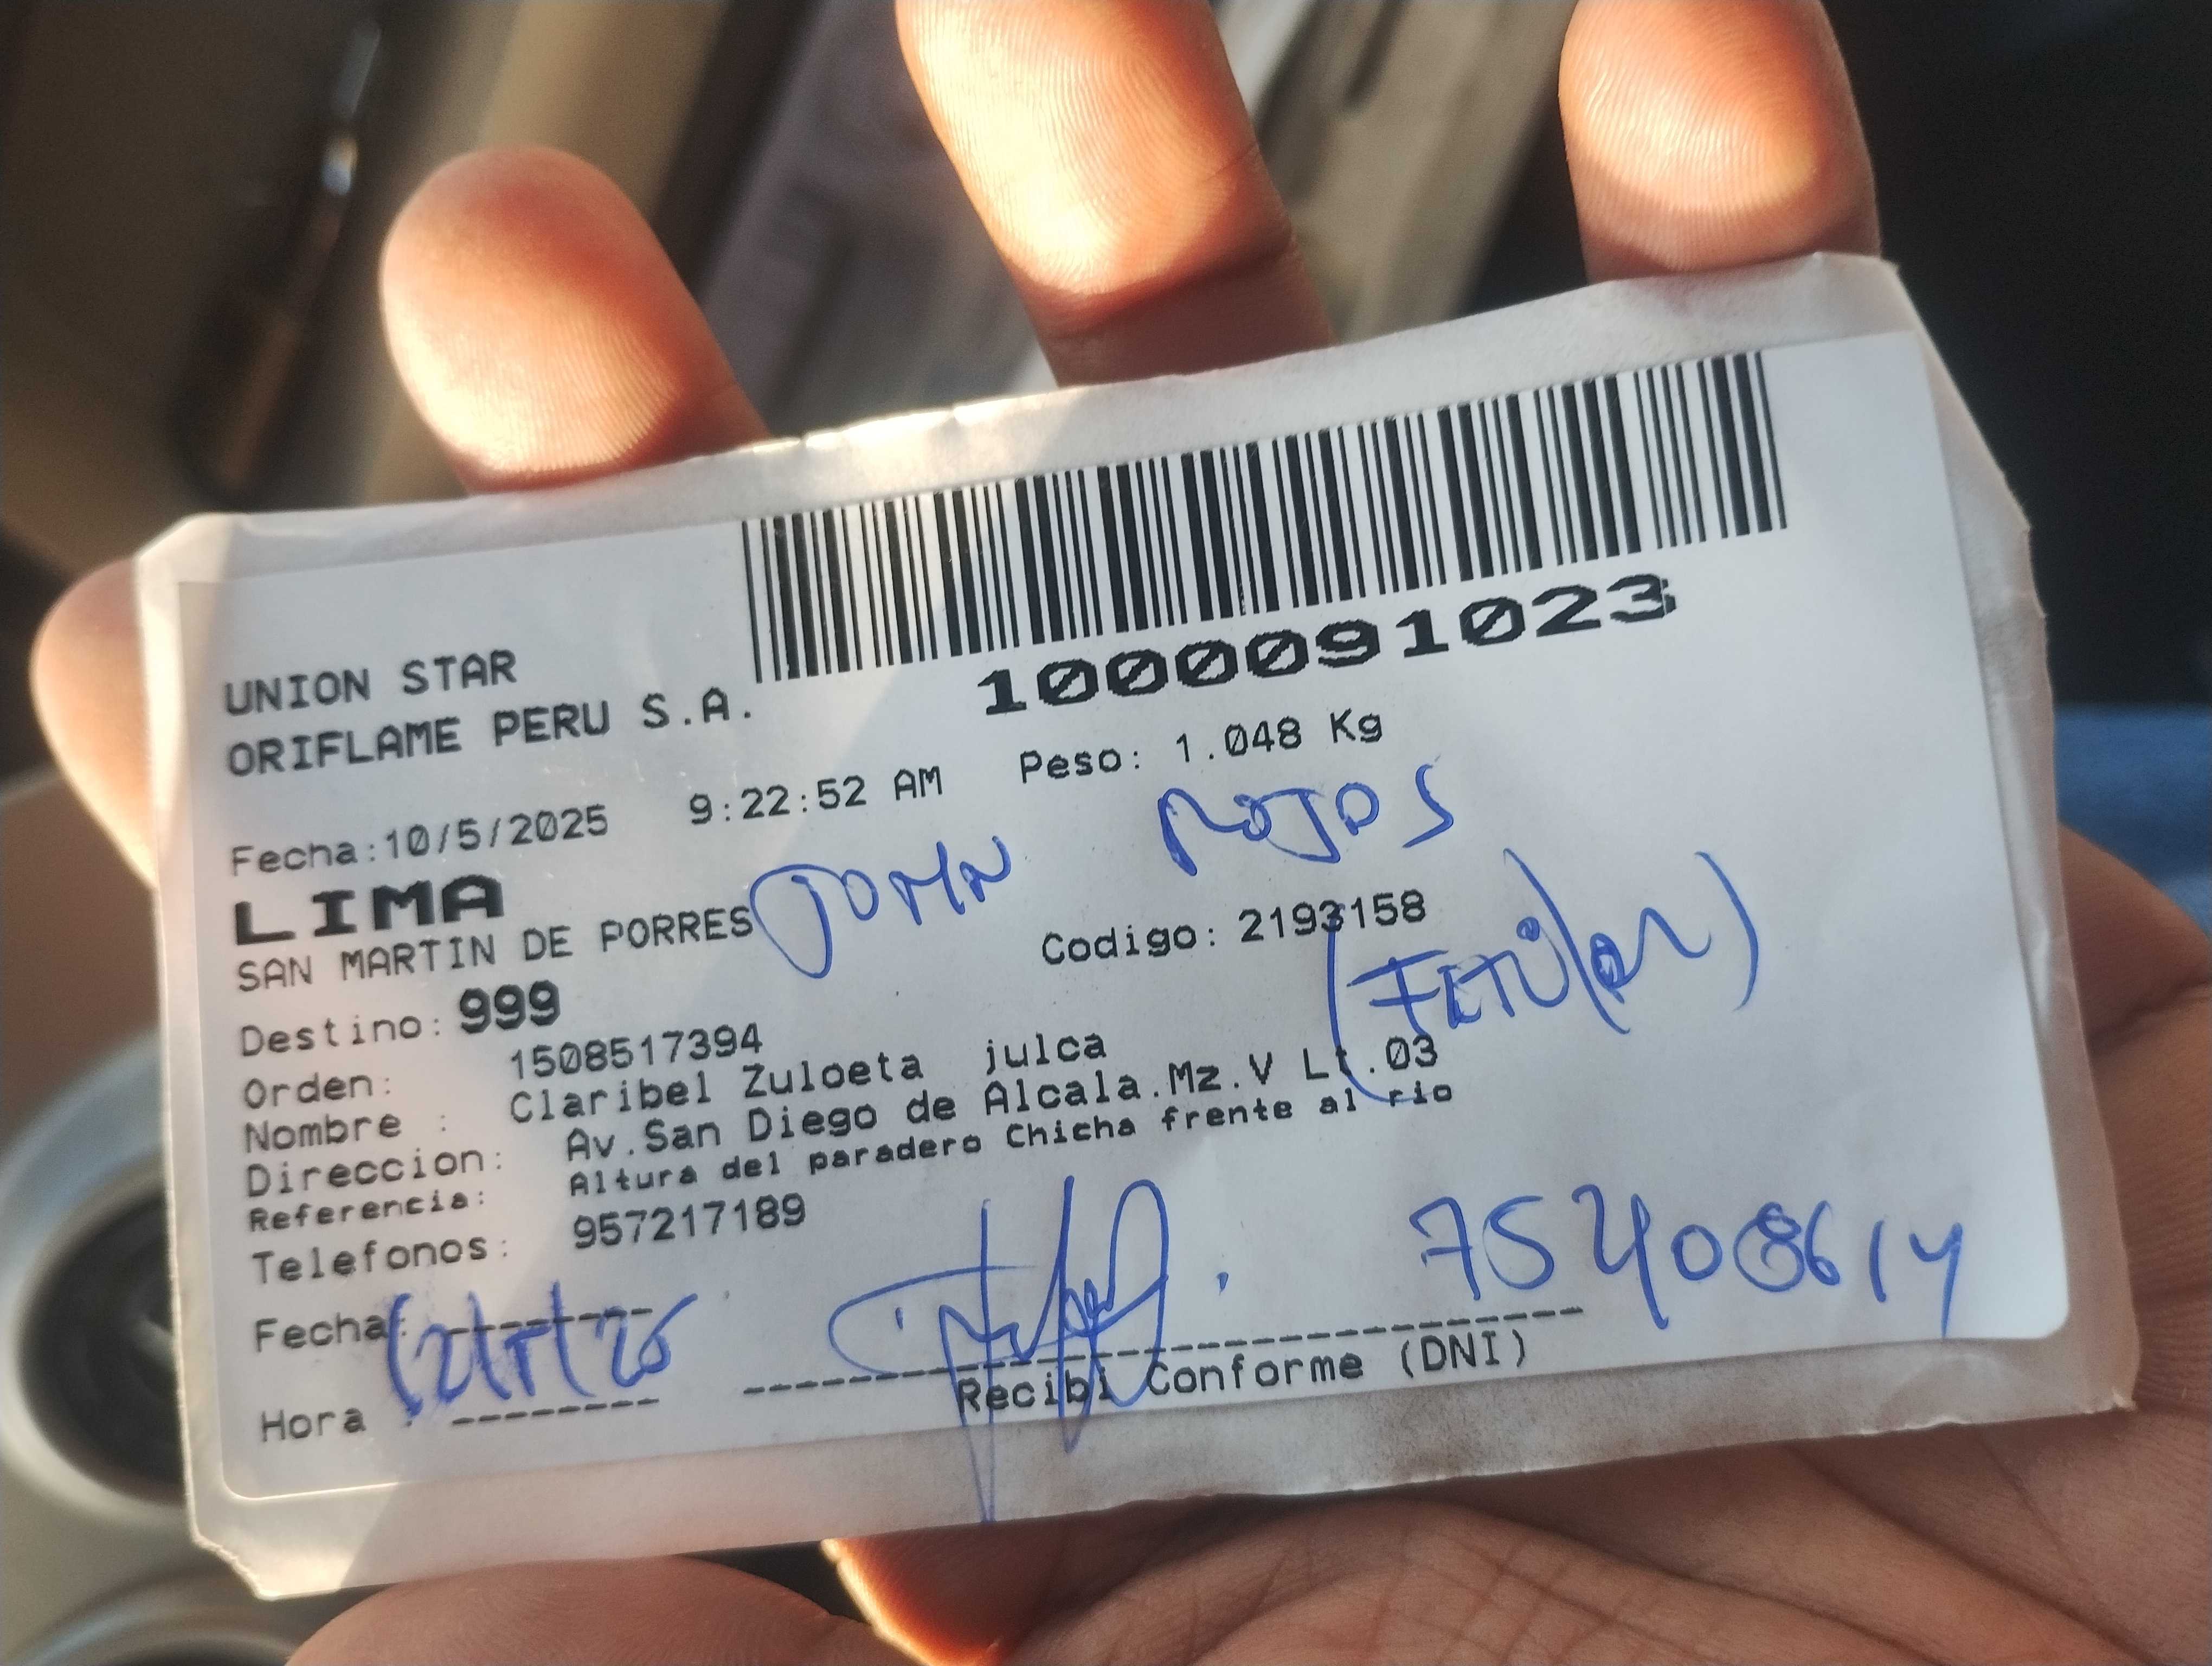 1000091023
UNION STAR
ORIFLAME PERU S.A.
Fecha:10/5/2025 9:22:52 AM Peso: 1.048 Kg
LIMA
JOHN ROJAS
SAN MARTIN DE PORRES Codigo: 2193158
Destino: 999
Orden: 1508517394
Nombre : Claribel Zuloeta julca
Direccion: Av.San Diego de Alcala.Mz.V Lt.03
Referencia: Altura del paradero Chicha frente al rio
Telefonos: 957217189
75408614
Fecha:
Hora :
Recibi Conforme (DNI)